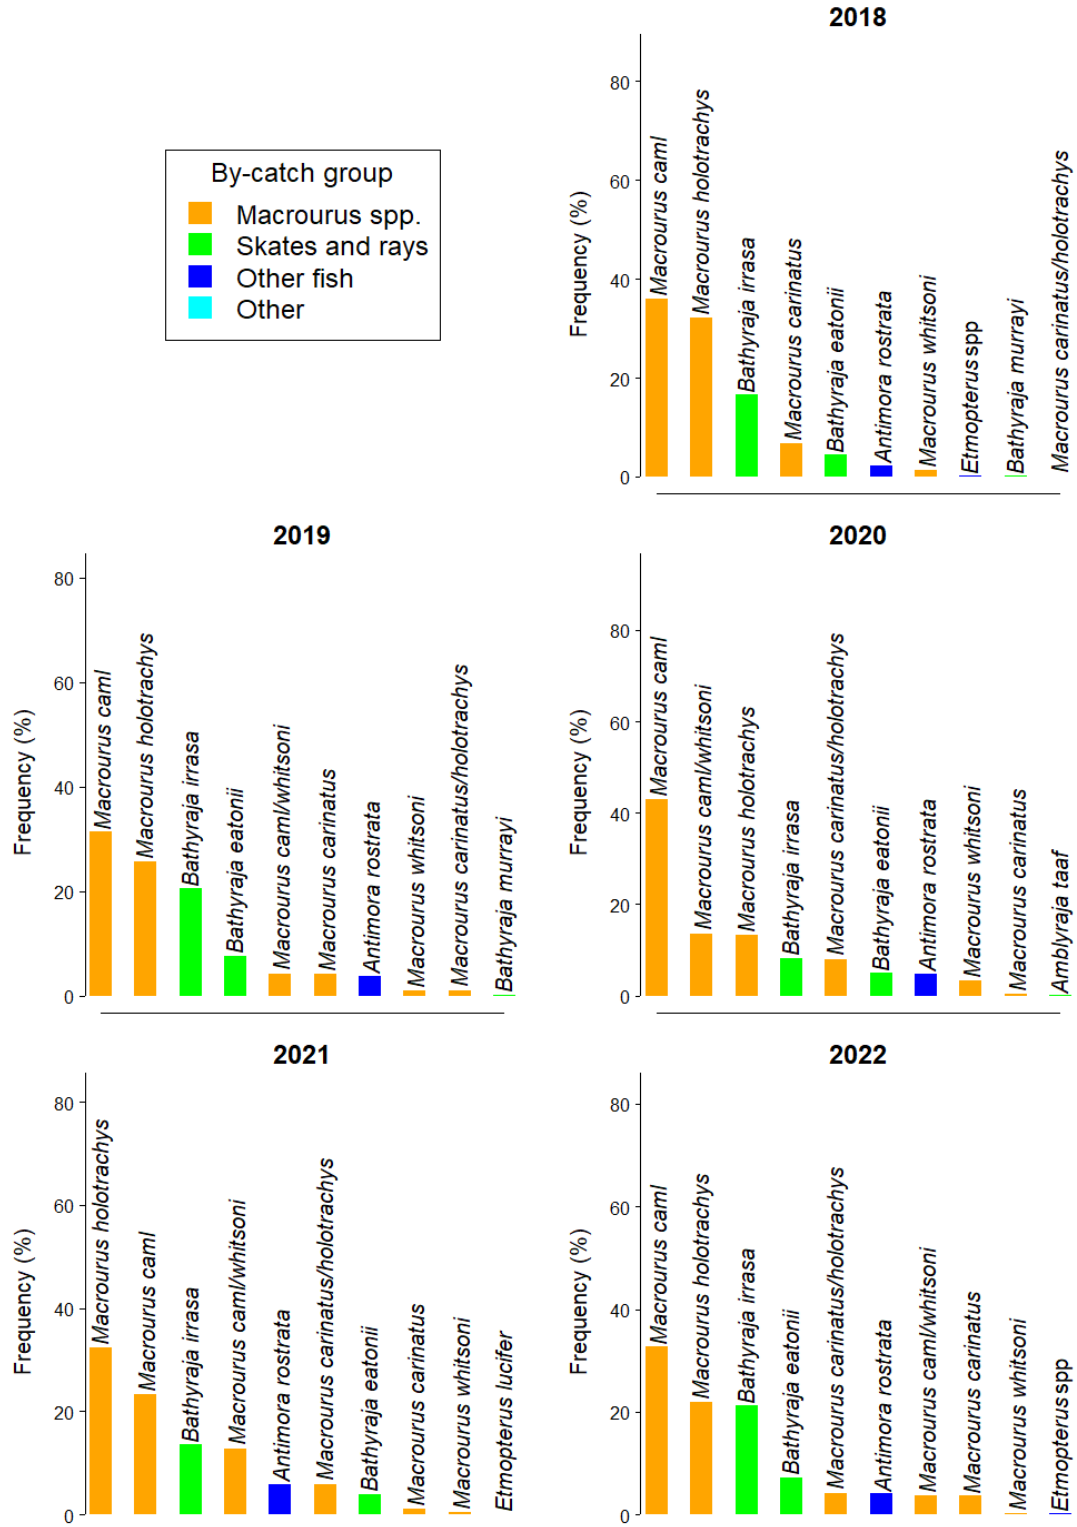 2018
By-catch group
Macrourus spp.
Skates and rays
Other fish
Other
Frequency (%)
80
60
40
20
0
Macrourus caml
Macrourus holotrachys
Bathyraja irrasa
Macrourus carinatus
Bathyraja eatonii
Antimora rostrata
Macrourus whitsoni
Etmopterus spp
Bathyraja murrayi
Macrourus carinatus/holotrachys
2019
Frequency (%)
80
60
40
20
0
Macrourus caml
Macrourus holotrachys
Bathyraja irrasa
Bathyraja eatonii
Macrourus caml/whitsoni
Macrourus carinatus
Antimora rostrata
Macrourus whitsoni
Macrourus carinatus/holotrachys
Bathyraja murrayi
2020
Frequency (%)
80
60
40
20
0
Macrourus caml
Macrourus caml/whitsoni
Macrourus holotrachys
Bathyraja irrasa
Macrourus carinatus/holotrachys
Bathyraja eatonii
Antimora rostrata
Macrourus whitsoni
Macrourus carinatus
Amblyraja taaf
2021
Frequency (%)
80
60
40
20
0
Macrourus holotrachys
Macrourus caml
Bathyraja irrasa
Macrourus caml/whitsoni
Antimora rostrata
Macrourus carinatus/holotrachys
Bathyraja eatonii
Macrourus carinatus
Macrourus whitsoni
Etmopterus lucifer
2022
Frequency (%)
80
60
40
20
0
Macrourus caml
Macrourus holotrachys
Bathyraja irrasa
Bathyraja eatonii
Macrourus carinatus/holotrachys
Antimora rostrata
Macrourus caml/whitsoni
Macrourus carinatus
Macrourus whitsoni
Etmopterus spp